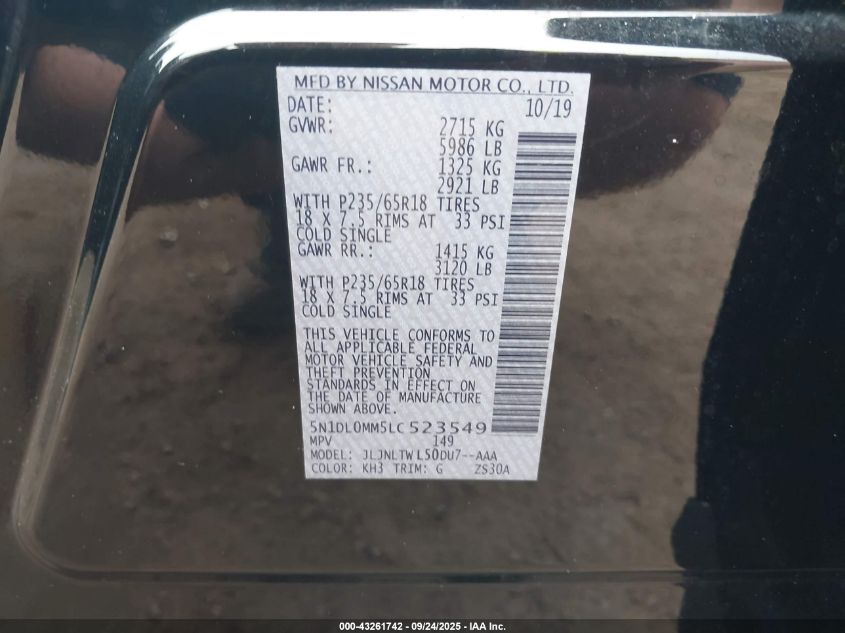 MFD BY NISSAN MOTOR CO., LTD.
DATE: 10/19
GVWR: 2715 KG
5986 LB
GAWR FR.: 1325 KG
2921 LB
WITH P235/65R18 TIRES
18 X 7.5 RIMS AT 33 PSI
COLD SINGLE
GAWR RR.: 1415 KG
3120 LB
WITH P235/65R18 TIRES
18 X 7.5 RIMS AT 33 PSI
COLD SINGLE
THIS VEHICLE CONFORMS TO
ALL APPLICABLE FEDERAL
MOTOR VEHICLE SAFETY AND
THEFT PREVENTION
STANDARDS IN EFFECT ON
THE DATE OF MANUFACTURE
SHOWN ABOVE.
5N1DL0MM5LC523549
MPV 149
MODEL: JLJNLTWL50DU7--AAA
COLOR: KH3 TRIM: G ZS30A
000-43261742 - 09/24/2025 - IAA Inc.